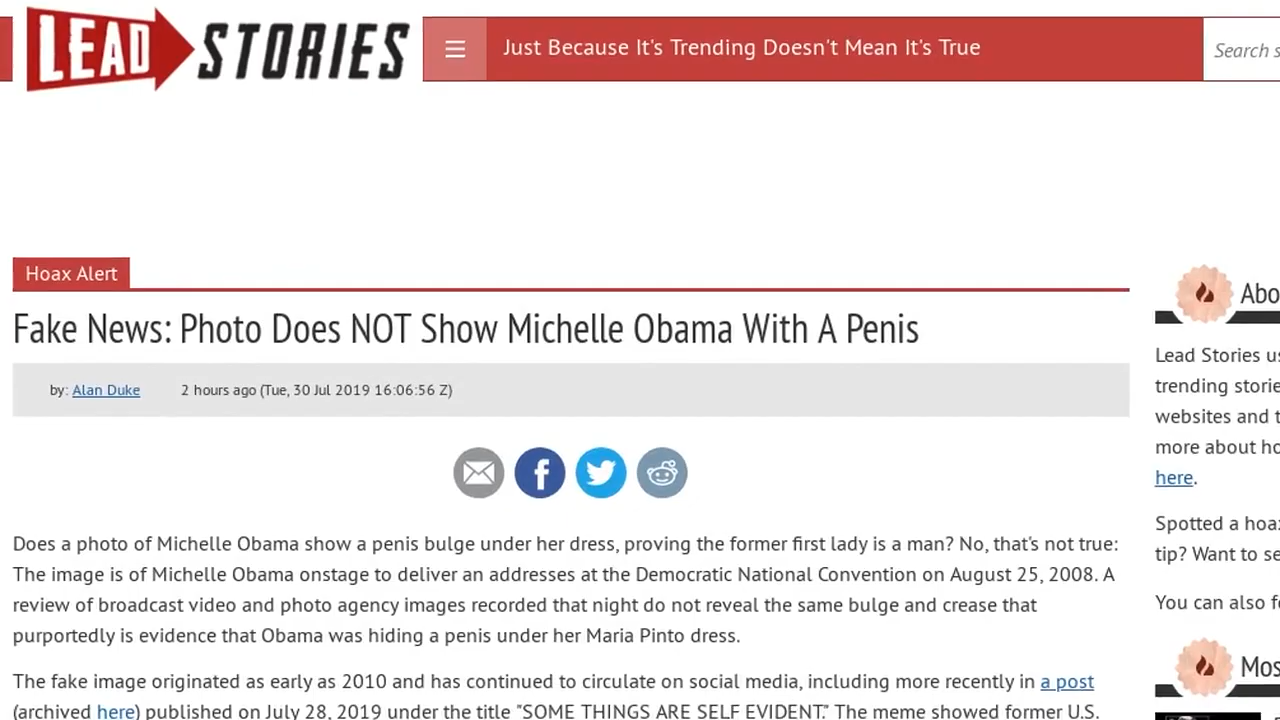 LEAD STORIES
Just Because It's Trending Doesn't Mean It's True
Search s
Hoax Alert
Fake News: Photo Does NOT Show Michelle Obama With A Penis
by: Alan Duke 2 hours ago (Tue, 30 Jul 2019 16:06:56 Z)
Does a photo of Michelle Obama show a penis bulge under her dress, proving the former first lady is a man? No, that's not true:
The image is of Michelle Obama onstage to deliver an addresses at the Democratic National Convention on August 25, 2008. A
review of broadcast video and photo agency images recorded that night do not reveal the same bulge and crease that
purportedly is evidence that Obama was hiding a penis under her Maria Pinto dress.
The fake image originated as early as 2010 and has continued to circulate on social media, including more recently in a post
(archived here) published on July 28, 2019 under the title "SOME THINGS ARE SELF EVIDENT." The meme showed former U.S.
Abo
Lead Stories us
trending storie
websites and t
more about ho
here.
Spotted a hoax
tip? Want to se
You can also fo
Mos